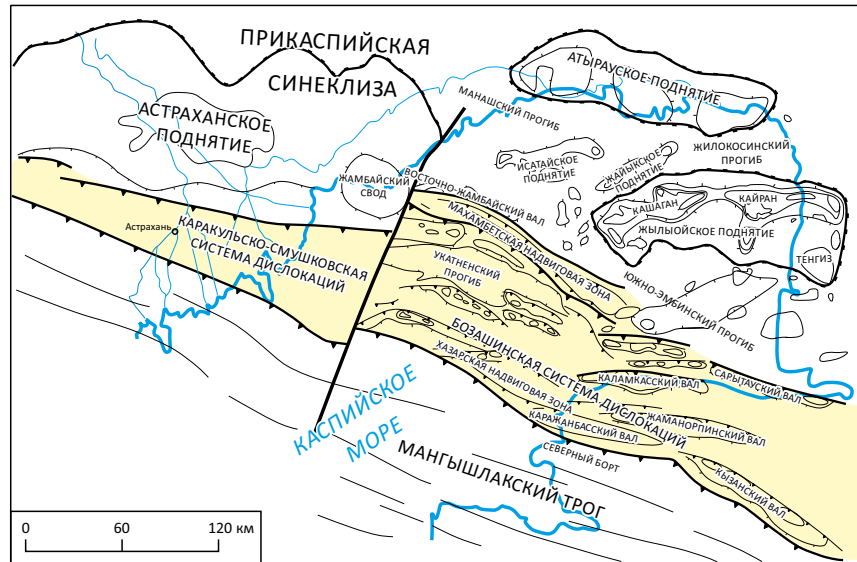 ПРИКАСПИЙСКАЯ
СИНЕКЛИЗА
АТЫРАУСКОЕ ПОДНЯТИЕ
МАНАШСКИЙ ПРОГИБ
АСТРАХАНСКОЕ
ПОДНЯТИЕ
ЖИЛОКОСИНСКИЙ
ПРОГИБ
ИСАТАЙСКОЕ
ПОДНЯТИЕ
ЖАЙЫКСКОЕ
ПОДНЯТИЕ
ЖАМБАЙСКИЙ
СВОД
ВОСТОЧНО-ЖАМБАЙСКИЙ ВАЛ
КАШАГАН
КАЙРАН
ЖЫЛЫОЙСКОЕ ПОДНЯТИЕ
ТЕНГИЗ
МАХАМБЕТСКАЯ НАДВИГОВАЯ ЗОНА
Астрахань
КАРАКУЛЬСКО-СМУШКОВСКАЯ
СИСТЕМА ДИСЛОКАЦИЙ
УКАТНЕНСКИЙ
ПРОГИБ
ЮЖНО-ЭМБИНСКИЙ ПРОГИБ
БОЗАШИНСКАЯ СИСТЕМА ДИСЛОКАЦИЙ
ХАЗАРСКАЯ НАДВИГОВАЯ ЗОНА
КАЛАМКАССКИЙ ВАЛ
САРЫТАУСКИЙ ВАЛ
ЖАМАНОРПИНСКИЙ ВАЛ
КАРАЖАНБАССКИЙ ВАЛ
КАСПИЙСКОЕ
МОРЕ
СЕВЕРНЫЙ БОРТ
МАНГЫШЛАКСКИЙ ТРОГ
КЫЗАНСКИЙ ВАЛ
0 60 120 км